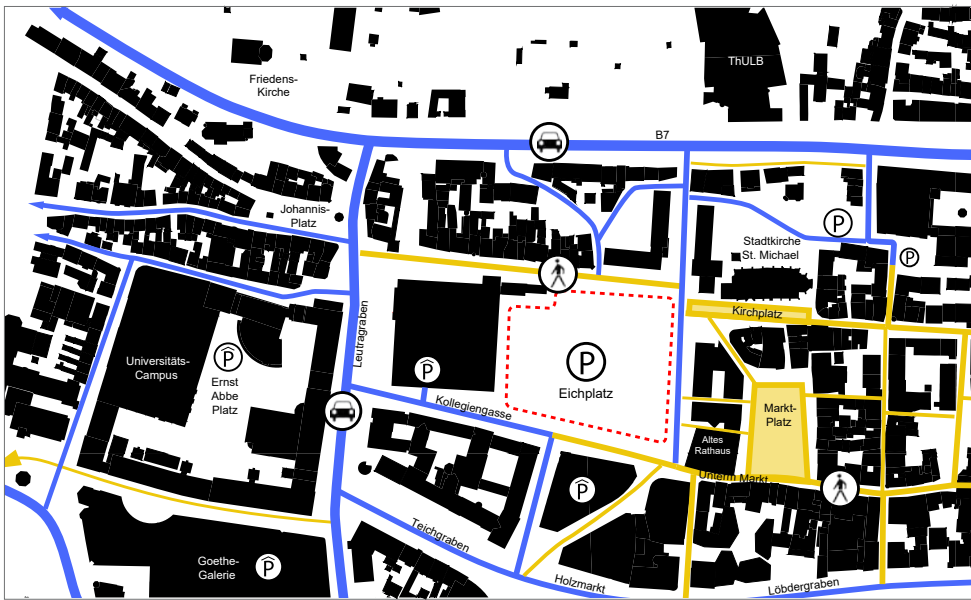 Friedens-
Kirche
ThULB
B7
Johannis-
Platz
Stadtkirche
St. Michael
P
P
Kirchplatz
Leutragraben
Universitäts-
Campus
P
Ernst
Abbe
Platz
P
P
Eichplatz
Kollegiengasse
Markt-
Platz
Altes
Rathaus
Unterm Markt
P
Teichgraben
Goethe-
Galerie
P
Holzmarkt
Löbdergraben